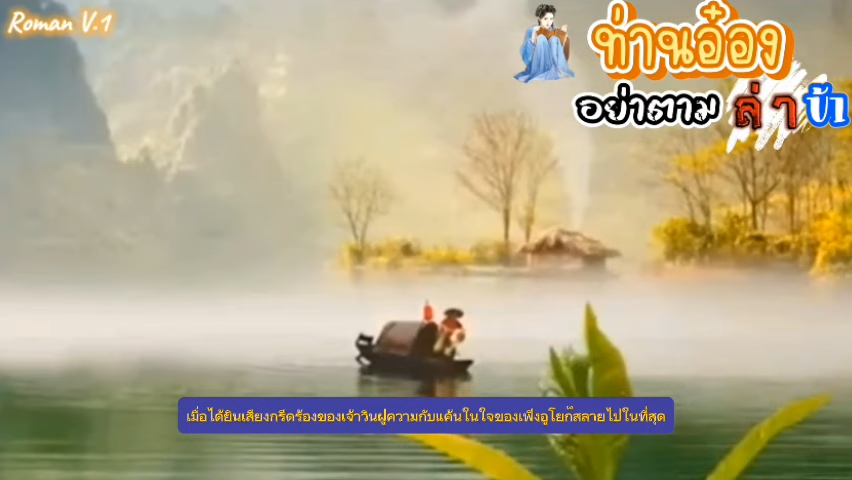 Roman V.1
ท่านอ๋อง
อย่าตาม ล่า ข้า
เมื่อได้ยินเสียงกรีดร้องของเจ้าวินฝูความกับแค้นในใจของเฟิงอูโยก๊สลายไปในที่สุด